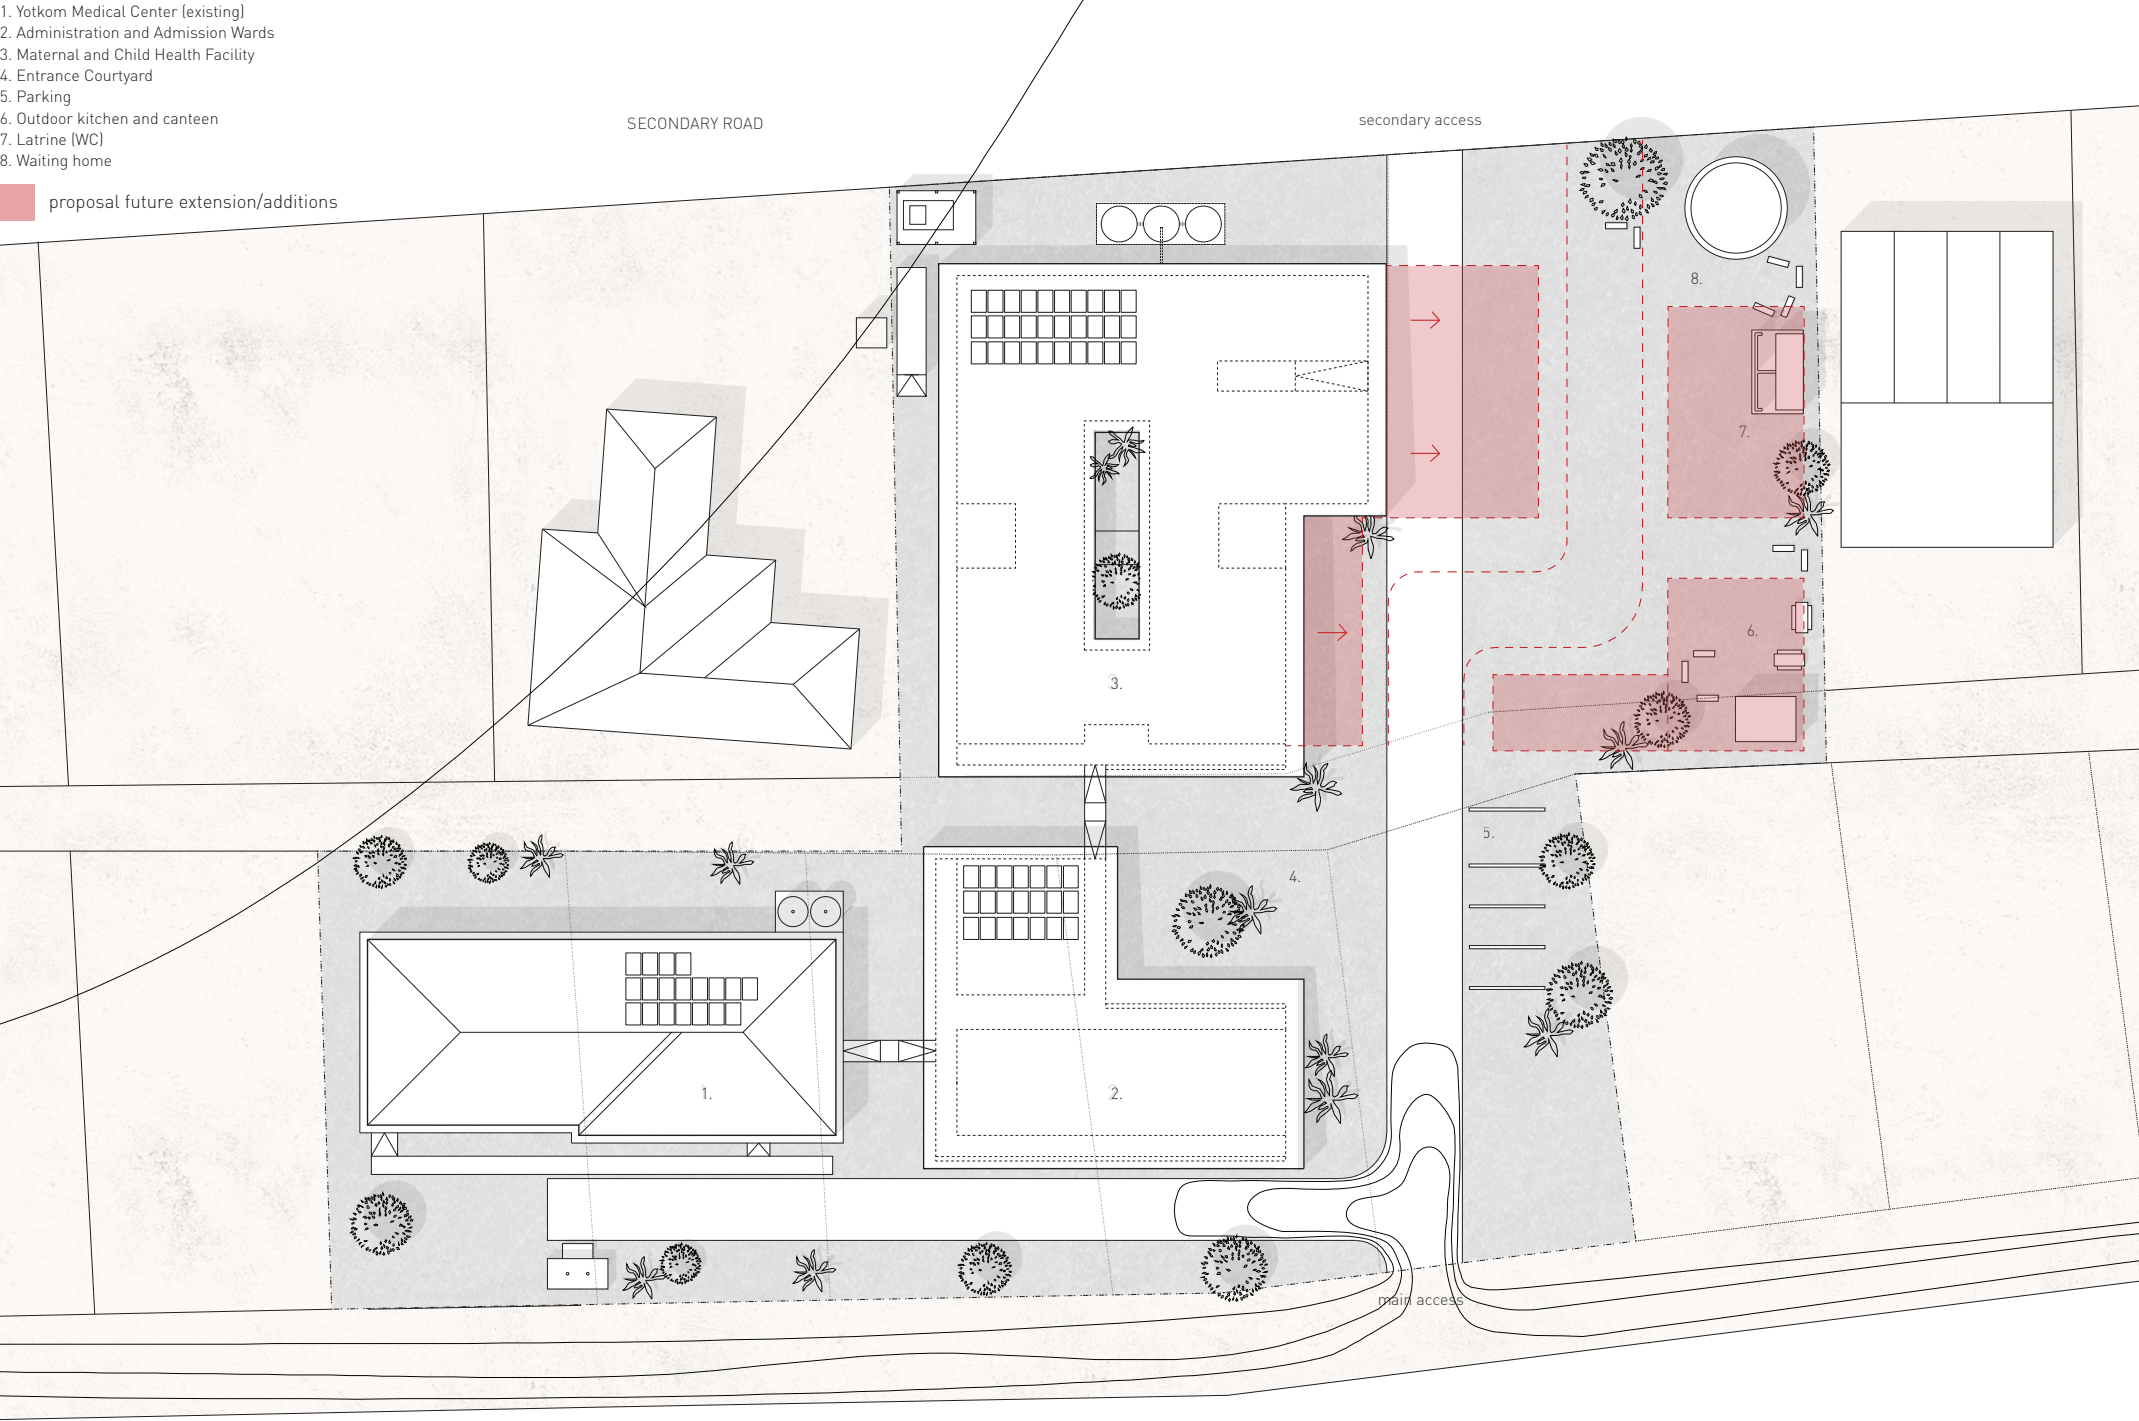 1. Yotkom Medical Center (existing)
2. Administration and Admission Wards
3. Maternal and Child Health Facility
4. Entrance Courtyard
5. Parking
6. Outdoor kitchen and canteen
7. Latrine (WC)
8. Waiting home
proposal future extension/additions
SECONDARY ROAD
secondary access
8.
7.
6.
3.
5.
4.
1.
2.
main access